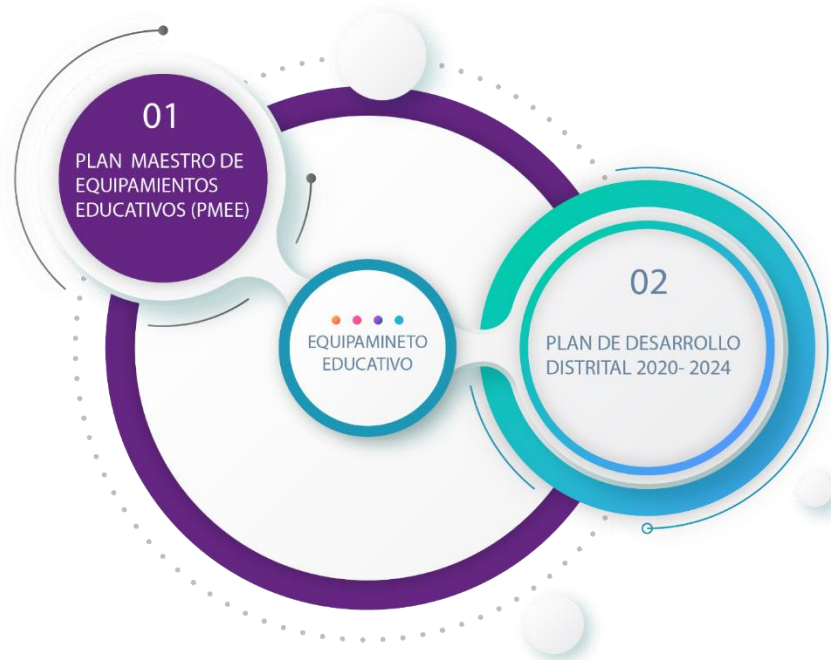 01
PLAN MAESTRO DE
EQUIPAMIENTOS
EDUCATIVOS (PMEE)
EQUIPAMINETO
EDUCATIVO
02
PLAN DE DESARROLLO
DISTRITAL 2020- 2024